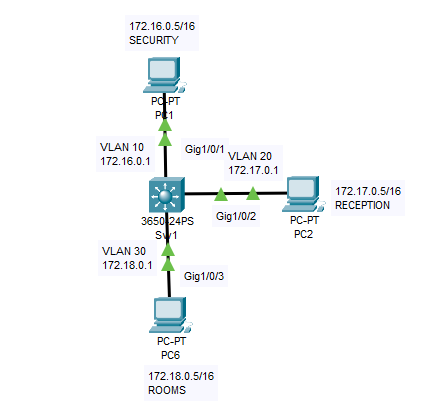 172.16.0.5/16
SECURITY
PC-PT
PC1
VLAN 10
172.16.0.1
Gig1/0/1
VLAN 20
172.17.0.1
3650-24PS
Sw1
Gig1/0/2
172.17.0.5/16
RECEPTION
PC-PT
PC2
VLAN 30
172.18.0.1
Gig1/0/3
PC-PT
PC6
172.18.0.5/16
ROOMS